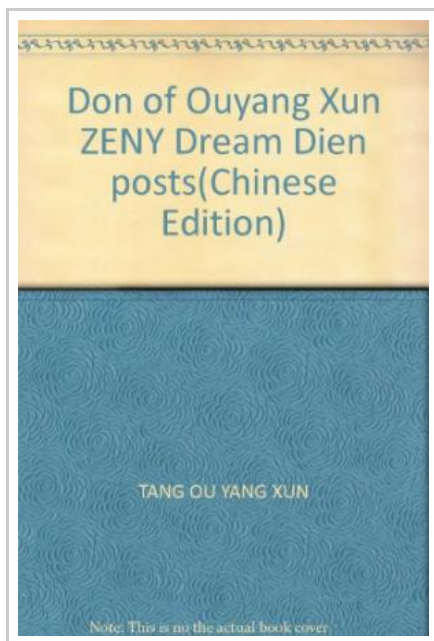 Don of Ouyang Xun
ZENY Dream Dien
posts(Chinese
Edition)
TANG OU YANG XUN
Note: This is no the actual book cover